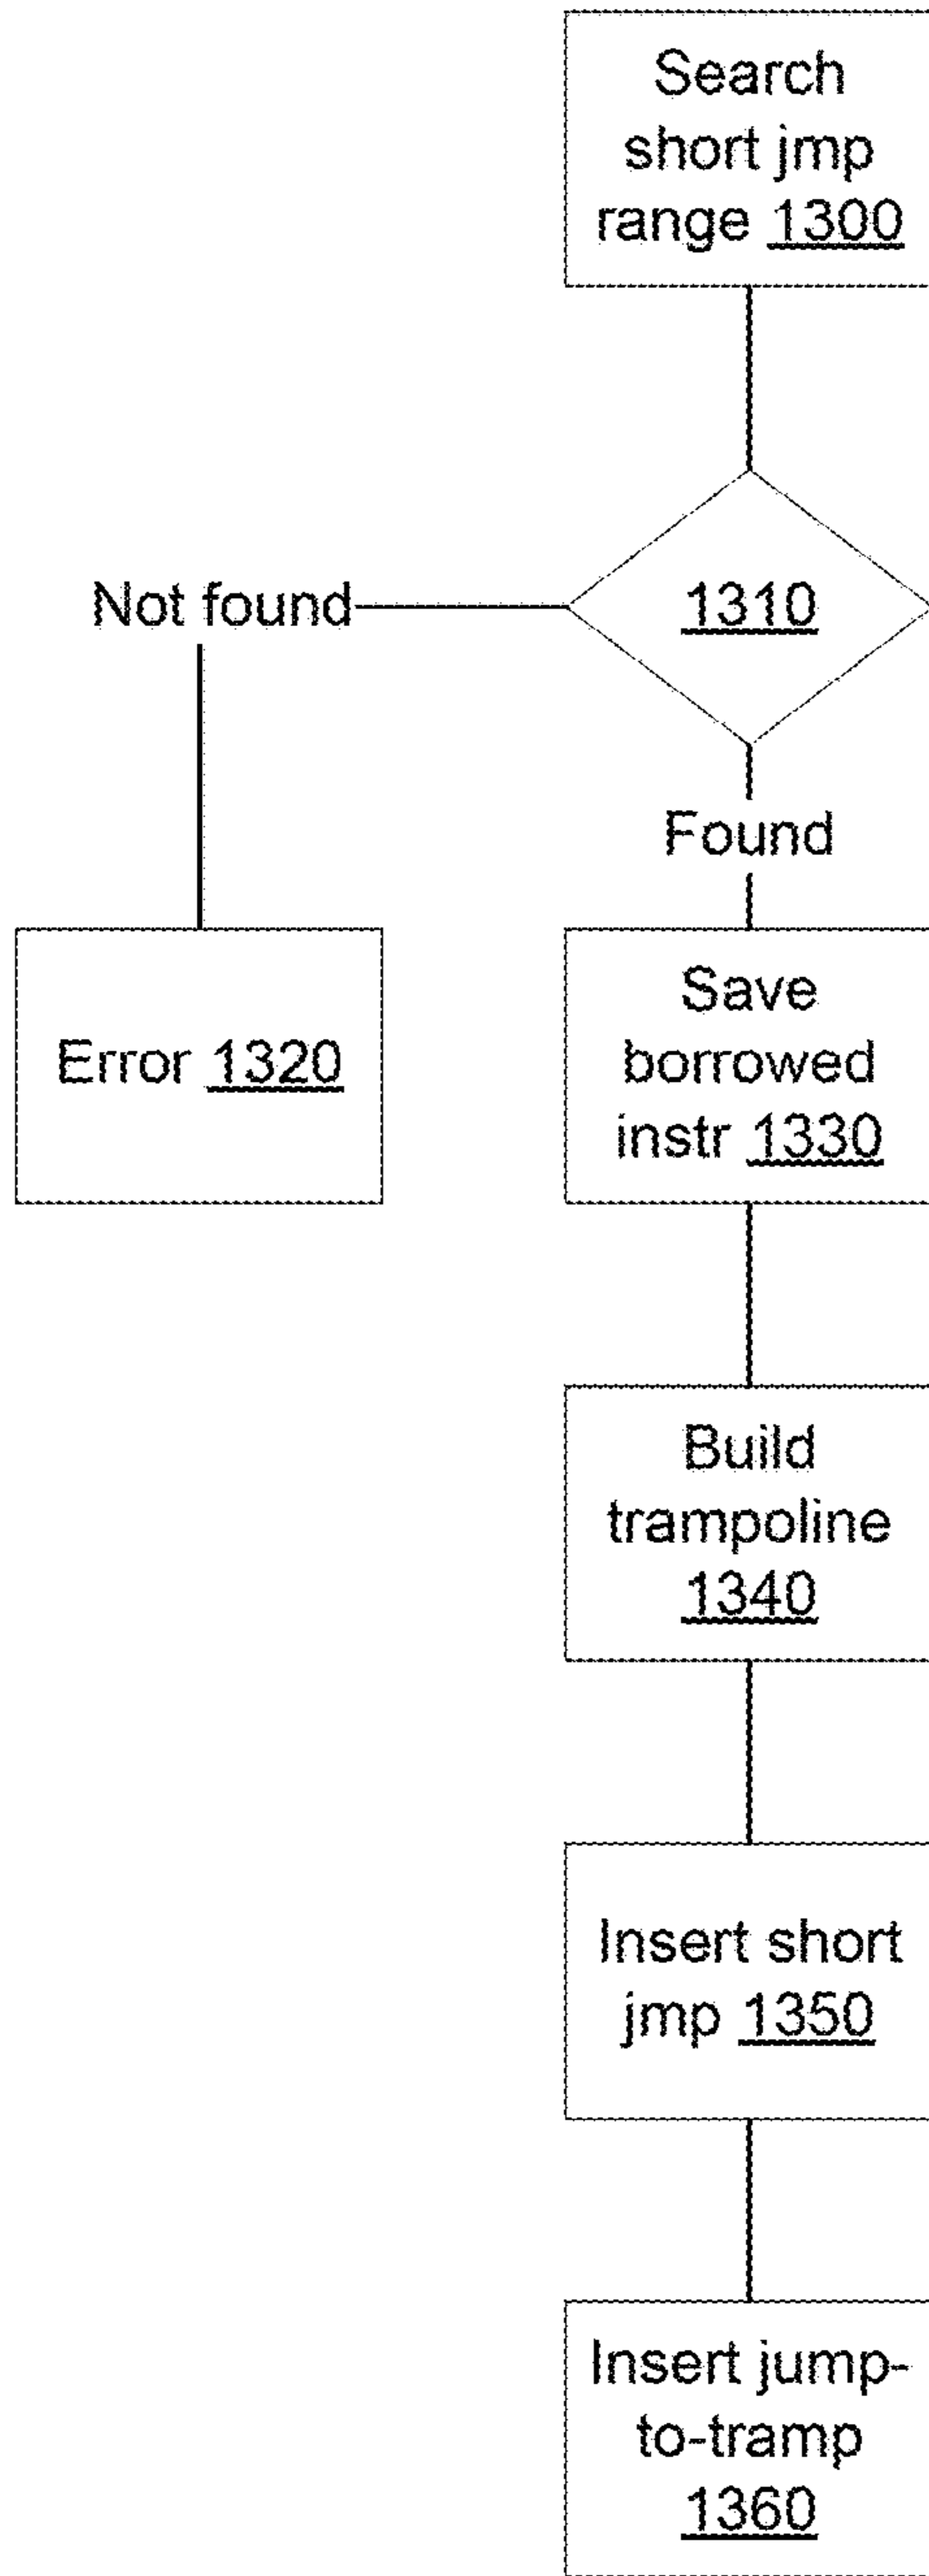 Search
short jmp
range 1300
Not found
1310
Found
Error 1320
Save
borrowed
instr 1330
Build
trampoline
1340
Insert short
jmp 1350
Insert jump-
to-tramp
1360